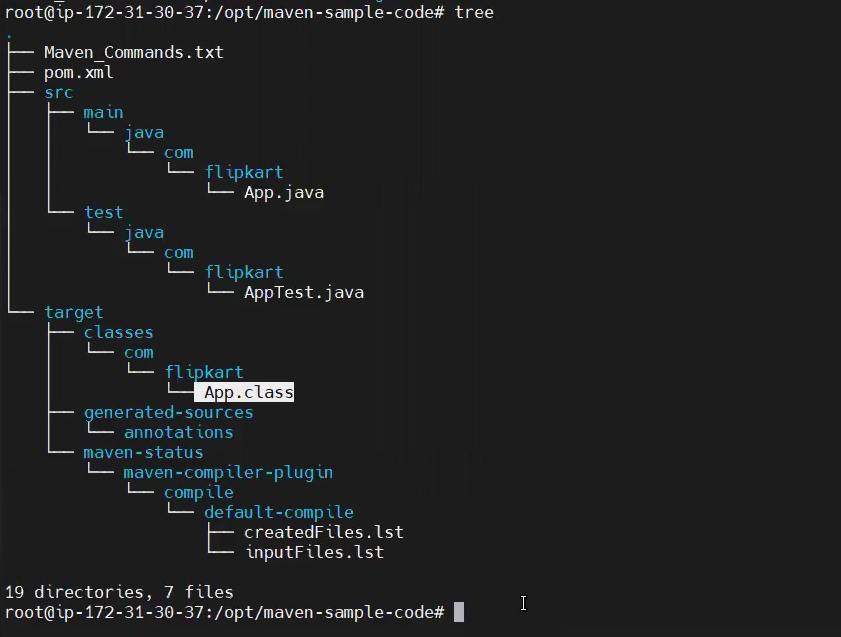 root@ip-172-31-30-37:/opt/maven-sample-code# tree
.
├── Maven_Commands.txt
├── pom.xml
├── src
│   ├── main
│   │   └── java
│   │       └── com
│   │           └── flipkart
│   │               └── App.java
│   └── test
│       └── java
│           └── com
│               └── flipkart
│                   └── AppTest.java
└── target
    ├── classes
    │   └── com
    │       └── flipkart
    │           └── App.class
    ├── generated-sources
    │   └── annotations
    └── maven-status
        └── maven-compiler-plugin
            └── compile
                └── default-compile
                    ├── createdFiles.lst
                    └── inputFiles.lst
19 directories, 7 files
root@ip-172-31-30-37:/opt/maven-sample-code#